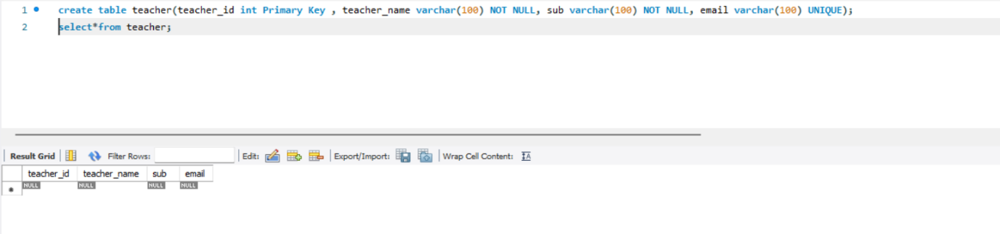 1 create table teacher(teacher_id int Primary Key , teacher_name varchar(100) NOT NULL, sub varchar(100) NOT NULL, email varchar(100) UNIQUE);
2 select*from teacher;
Result Grid Filter Rows: Edit: Export/Import: Wrap Cell Content: IA
teacher_id teacher_name sub email
* NULL NULL NULL NULL